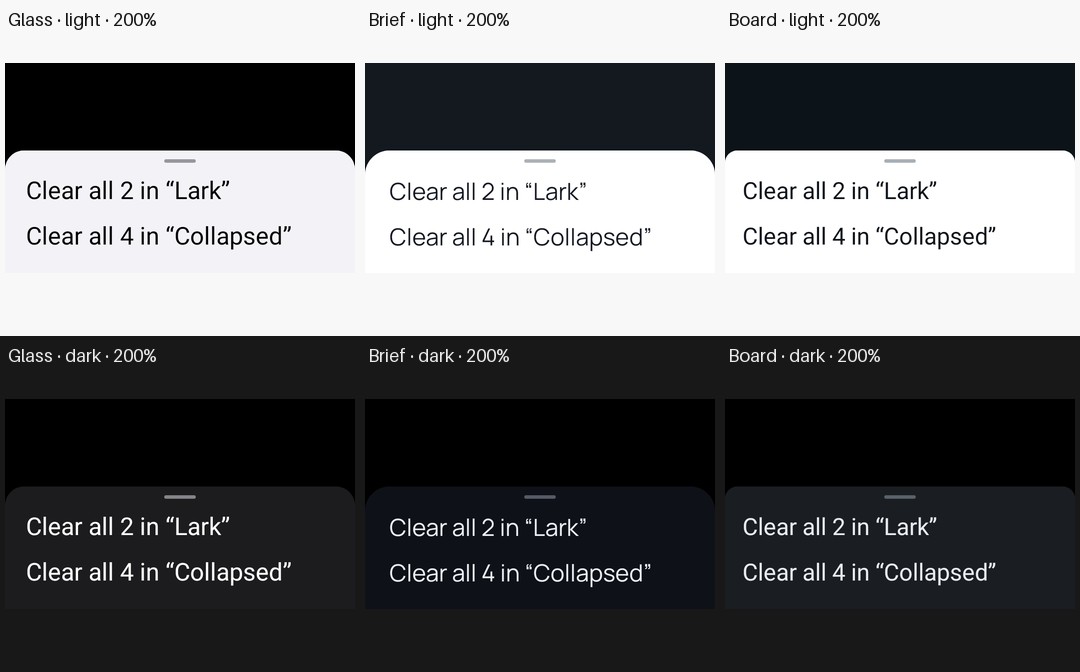 Glass · light · 200%
Brief · light · 200%
Board · light · 200%
Clear all 2 in “Lark”
Clear all 4 in “Collapsed”
Clear all 2 in “Lark”
Clear all 4 in “Collapsed”
Clear all 2 in “Lark”
Clear all 4 in “Collapsed”
Glass · dark · 200%
Brief · dark · 200%
Board · dark · 200%
Clear all 2 in “Lark”
Clear all 4 in “Collapsed”
Clear all 2 in “Lark”
Clear all 4 in “Collapsed”
Clear all 2 in “Lark”
Clear all 4 in “Collapsed”